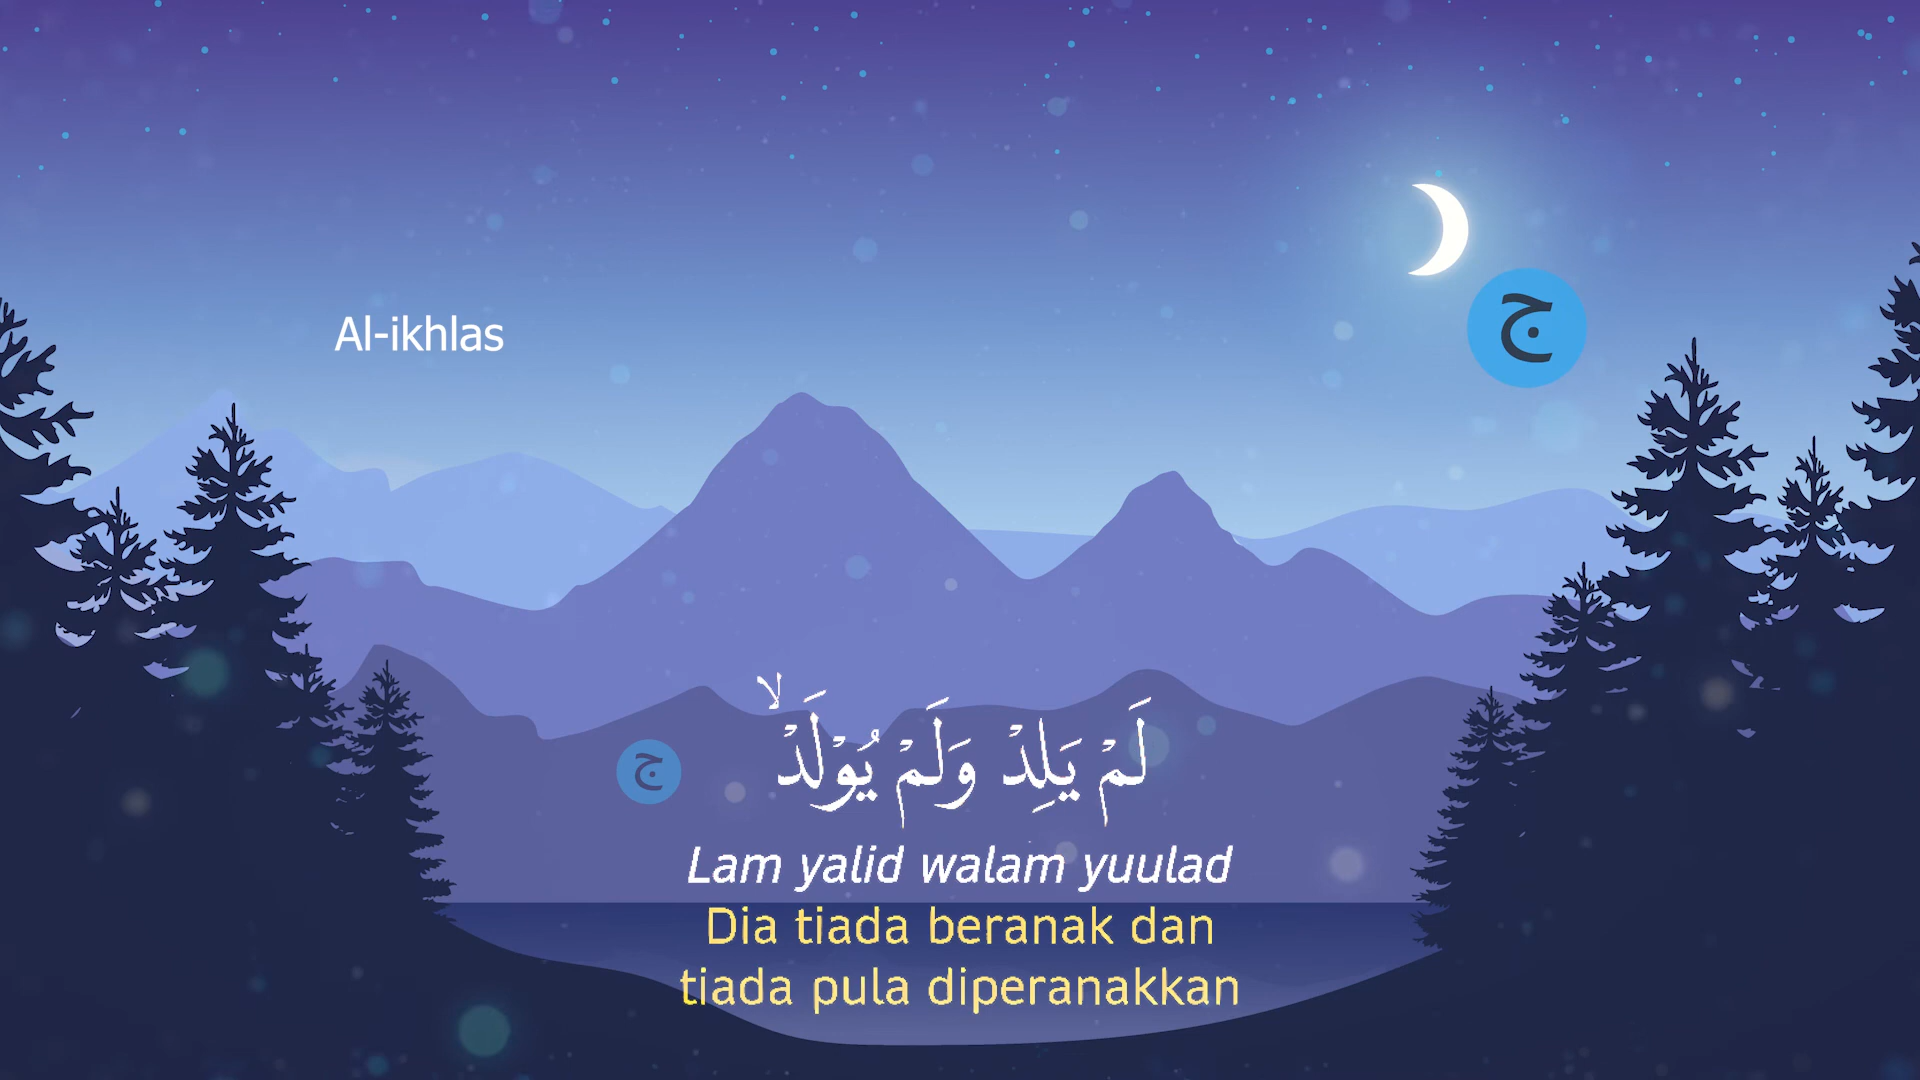 Al-ikhlas
ج
لَمْ يَلِدْ وَلَمْ يُوْلَدْۙ
ج
Lam yalid walam yuulad
Dia tiada beranak dan
tiada pula diperanakkan